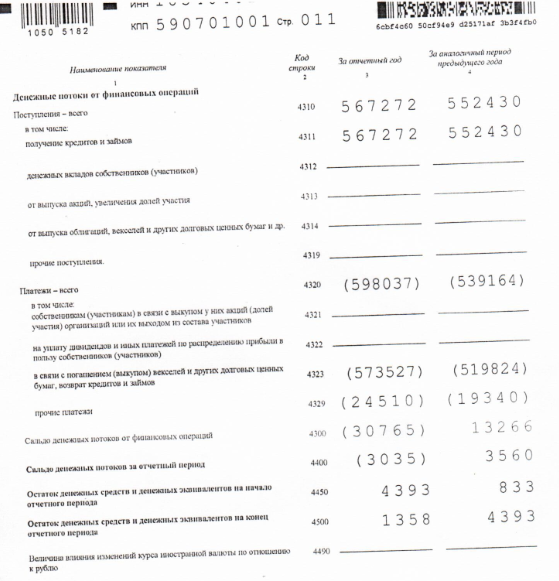 1050 5182
КПП 590701001 Стр. 011
6cbf4c60 50cf94e9 d25171af 3b3f4fb0
Наименование показателя Код строки За отчетный год За аналогичный период предыдущего года
1 2 3 4
Денежные потоки от финансовых операций
Поступления – всего 4310 567272 552430
в том числе:
получение кредитов и займов 4311 567272 552430
денежных вкладов собственников (участников) 4312
от выпуска акций, увеличения долей участия 4313
от выпуска облигаций, векселей и других долговых ценных бумаг и др. 4314
прочие поступления. 4319
Платежи – всего 4320 (598037) (539164)
в том числе:
собственникам (участникам) в связи с выкупом у них акций (долей 4321
участия) организаций или их выходом из состава участников
на уплату дивидендов и иных платежей по распределению прибыли в 4322
пользу собственников (участников)
в связи с погашением (выкупом) векселей и других долговых ценных 4323 (573527) (519824)
бумаг, возврат кредитов и займов
прочие платежи 4329 (24510) (19340)
Сальдо денежных потоков от финансовых операций 4300 (30765) 13266
Сальдо денежных потоков за отчетный период 4400 (3035) 3560
Остаток денежных средств и денежных эквивалентов на начало 4450 4393 833
отчетного периода
Остаток денежных средств и денежных эквивалентов на конец 4500 1358 4393
отчетного периода
Величина влияния изменений курса иностранной валюты по отношению 4490
к рублю